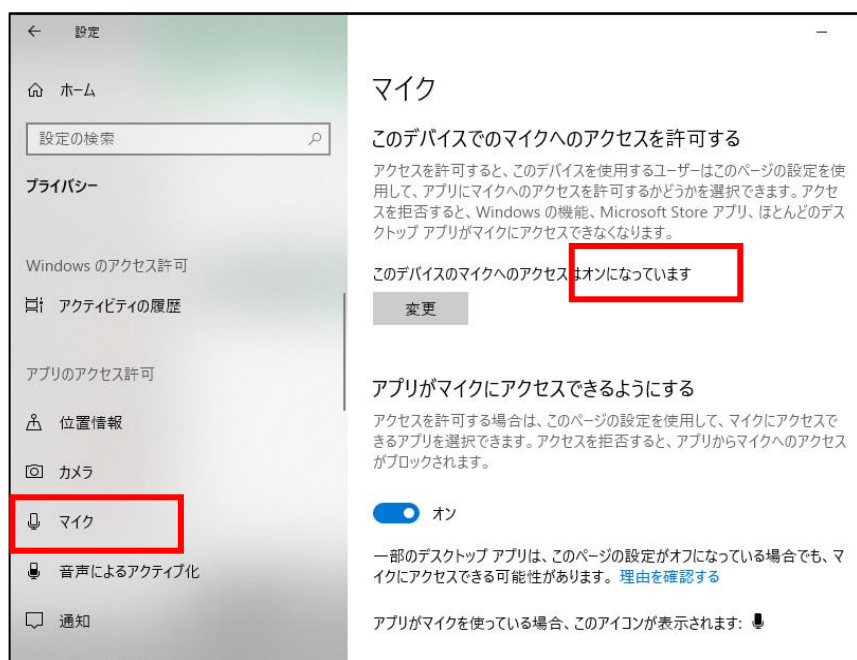 設定
ホーム
設定の検索
プライバシー
Windows のアクセス許可
アクティビティの履歴
アプリのアクセス許可
位置情報
カメラ
マイク
音声によるアクティブ化
通知
マイク
このデバイスでのマイクへのアクセスを許可する
アクセスを許可すると、このデバイスを使用するユーザーはこのページの設定を使
用して、アプリにマイクへのアクセスを許可するかどうかを選択できます。アクセ
スを拒否すると、Windows の機能、Microsoft Store アプリ、ほとんどのデス
クトップ アプリがマイクにアクセスできなくなります。
このデバイスのマイクへのアクセスはオンになっています
変更
アプリがマイクにアクセスできるようにする
アクセスを許可する場合は、このページの設定を使用して、マイクにアクセスで
きるアプリを選択できます。アクセスを拒否すると、アプリからマイクへのアクセス
がブロックされます。
オン
一部のデスクトップ アプリは、このページの設定がオフになっている場合でも、マ
イクにアクセスできる可能性があります。理由を確認する
アプリがマイクを使っている場合、このアイコンが表示されます: